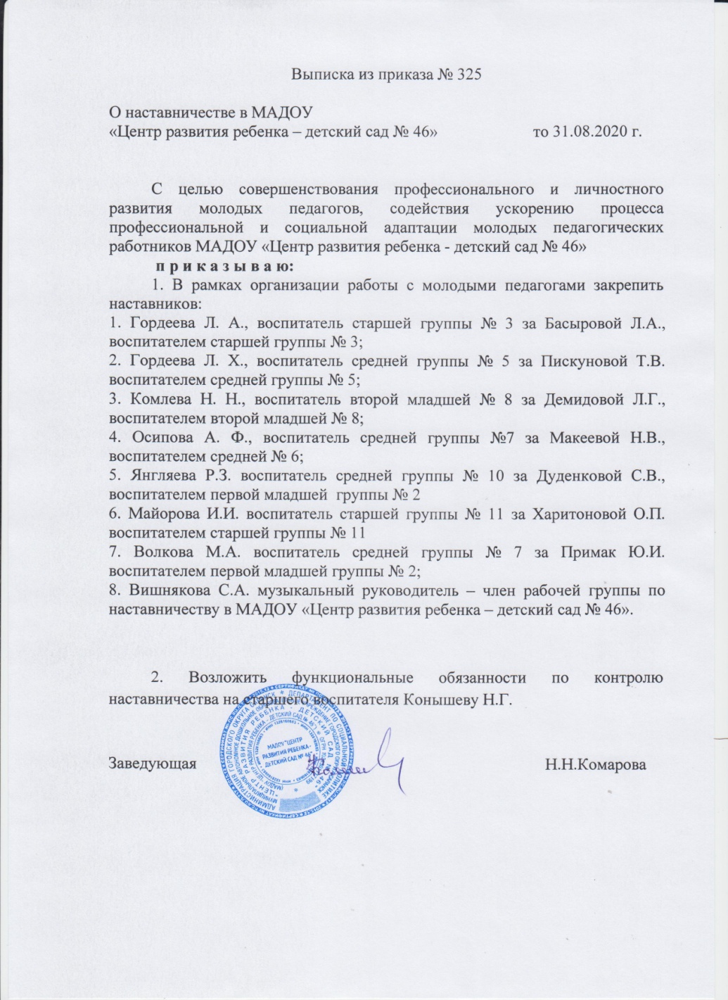 Выписка из приказа № 325
О наставничестве в МАДОУ
«Центр развития ребенка – детский сад № 46» то 31.08.2020 г.
С целью совершенствования профессионального и личностного
развития молодых педагогов, содействия ускорению процесса
профессиональной и социальной адаптации молодых педагогических
работников МАДОУ «Центр развития ребенка - детский сад № 46»
п р и к а з ы в а ю:
1. В рамках организации работы с молодыми педагогами закрепить
наставников:
1. Гордеева Л. А., воспитатель старшей группы № 3 за Басыровой Л.А.,
воспитателем старшей группы № 3;
2. Гордеева Л. Х., воспитатель средней группы № 5 за Пискуновой Т.В.
воспитателем средней группы № 5;
3. Комлева Н. Н., воспитатель второй младшей № 8 за Демидовой Л.Г.,
воспитателем второй младшей № 8;
4. Осипова А. Ф., воспитатель средней группы №7 за Макеевой Н.В.,
воспитателем средней № 6;
5. Янгляева Р.З. воспитатель средней группы № 10 за Дуденковой С.В.,
воспитателем первой младшей группы № 2
6. Майорова И.И. воспитатель старшей группы № 11 за Харитоновой О.П.
воспитателем старшей группы № 11
7. Волкова М.А. воспитатель средней группы № 7 за Примак Ю.И.
воспитателем первой младшей группы № 2;
8. Вишнякова С.А. музыкальный руководитель – член рабочей группы по
наставничеству в МАДОУ «Центр развития ребенка – детский сад № 46».
2. Возложить функциональные обязанности по контролю
наставничества на старшего воспитателя Конышеву Н.Г.
Заведующая Н.Н.Комарова
МАДОУ "ЦЕНТР
РАЗВИТИЯ РЕБЕНКА-
ДЕТСКИЙ САД № 46"